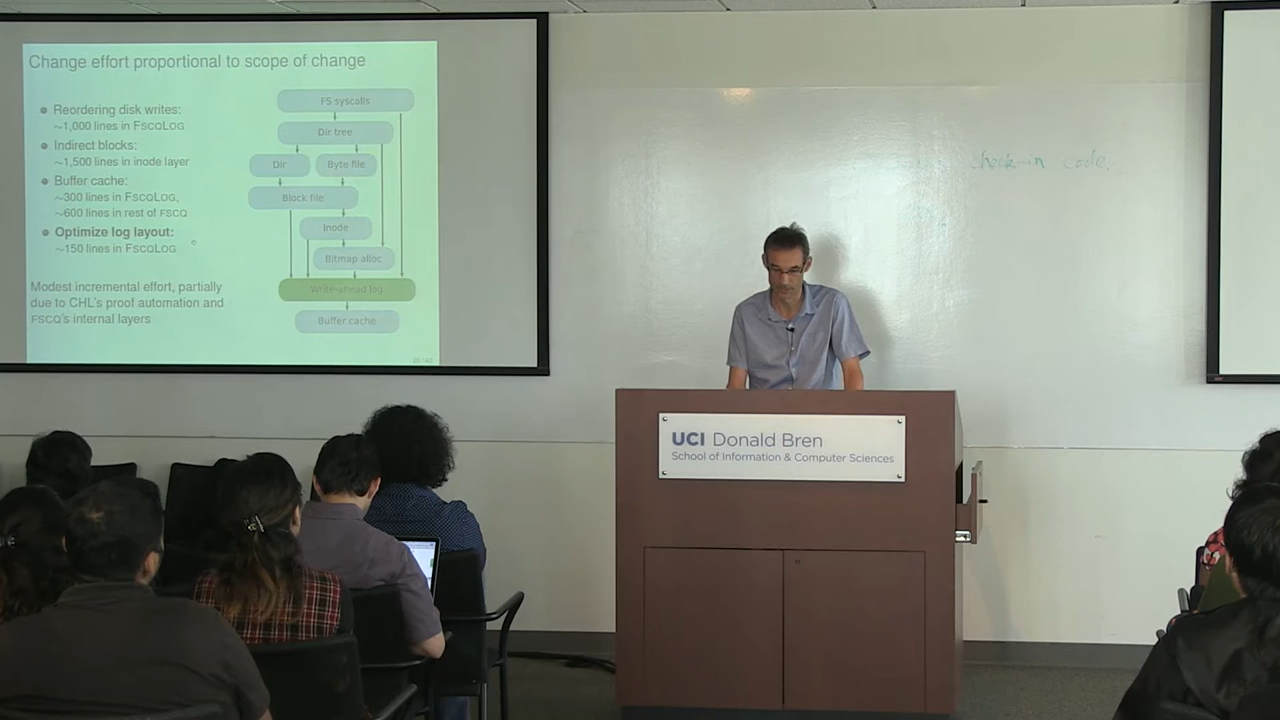 Change effort proportional to scope of change
Reordering disk writes:
~1,000 lines in FSCQLOG
Indirect blocks:
~1,500 lines in inode layer
Buffer cache:
~300 lines in FSCQLOG,
~600 lines in rest of FSCQ
Optimize log layout:
~150 lines in FSCQLOG
Modest incremental effort, partially
due to CHL's proof automation and
FSCQ's internal layers
FS syscalls
Dir tree
Dir
Byte file
Block file
Inode
Bitmap alloc
Write-ahead log
Buffer cache
check-in code.
UCI Donald Bren
School of Information & Computer Sciences